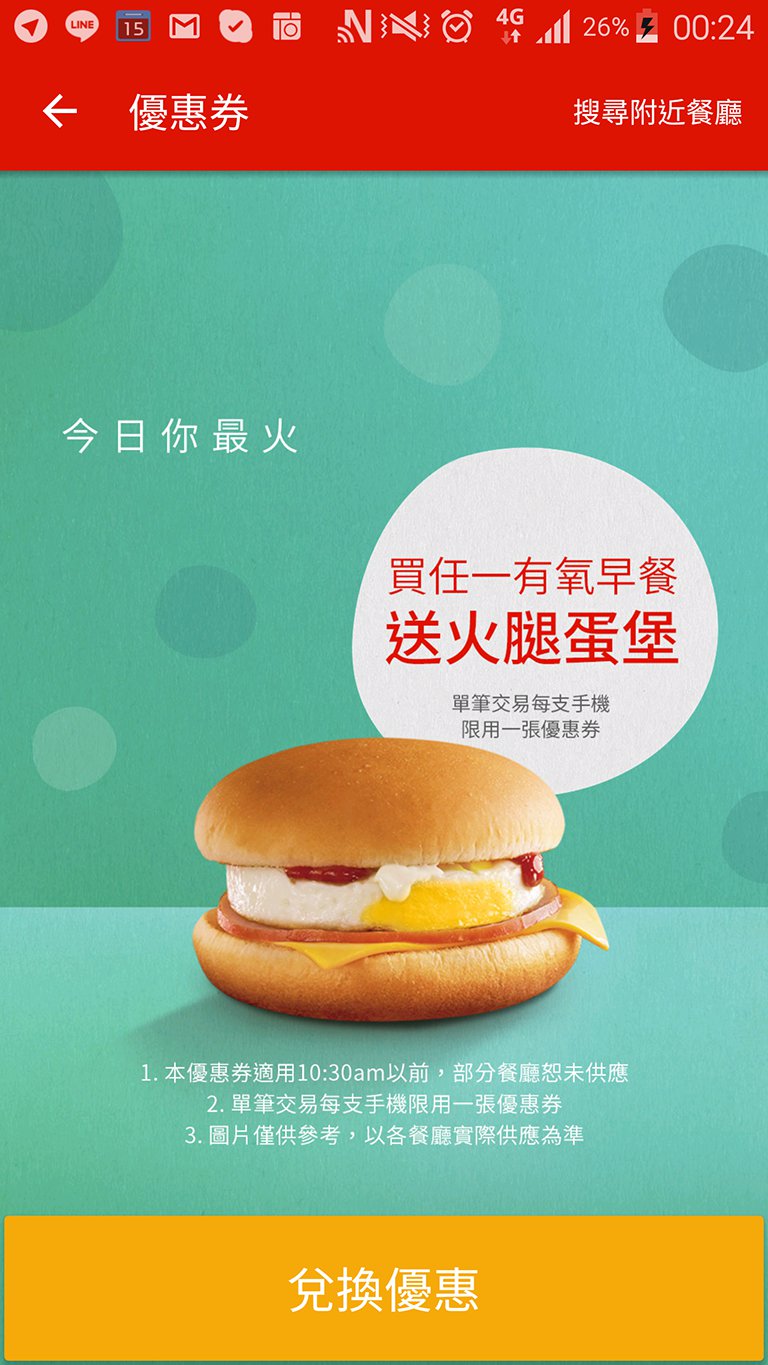 LINE
15
4G
26%
00:24
優惠券
搜尋附近餐廳
今日你最火
買任一有氧早餐
送火腿蛋堡
單筆交易每支手機
限用一張優惠券
1. 本優惠券適用10:30am以前，部分餐廳恕未供應
2. 單筆交易每支手機限用一張優惠券
3. 圖片僅供參考，以各餐廳實際供應為準
兌換優惠